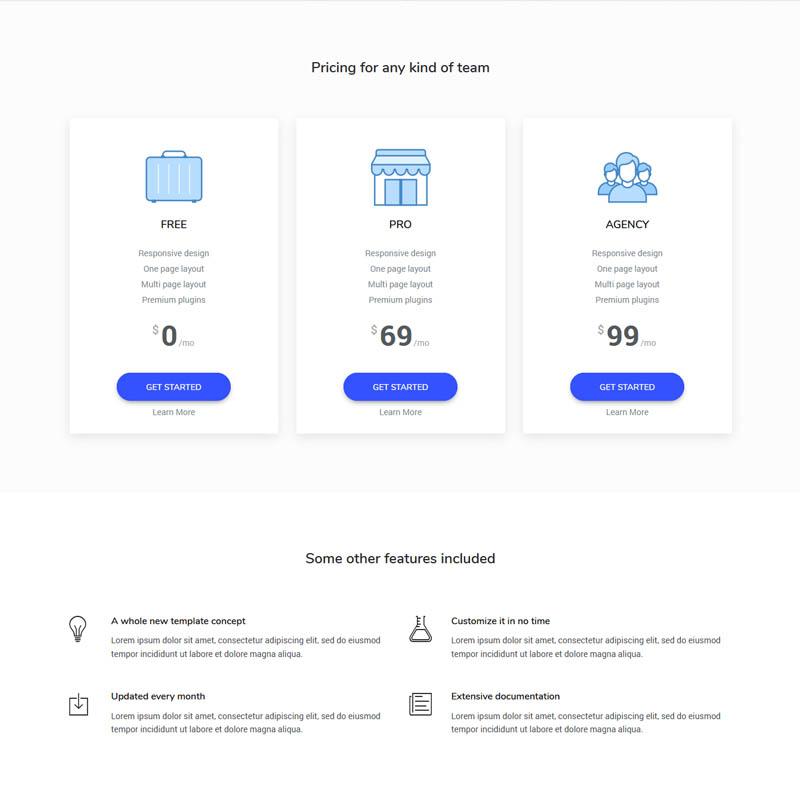 Pricing for any kind of team
FREE
Responsive design
One page layout
Multi page layout
Premium plugins
$0/mo
GET STARTED
Learn More
PRO
Responsive design
One page layout
Multi page layout
Premium plugins
$69/mo
GET STARTED
Learn More
AGENCY
Responsive design
One page layout
Multi page layout
Premium plugins
$99/mo
GET STARTED
Learn More
Some other features included
A whole new template concept
Lorem ipsum dolor sit amet, consectetur adipiscing elit, sed do eiusmod
tempor incididunt ut labore et dolore magna aliqua.
Customize it in no time
Lorem ipsum dolor sit amet, consectetur adipiscing elit, sed do eiusmod
tempor incididunt ut labore et dolore magna aliqua.
Updated every month
Lorem ipsum dolor sit amet, consectetur adipiscing elit, sed do eiusmod
tempor incididunt ut labore et dolore magna aliqua.
Extensive documentation
Lorem ipsum dolor sit amet, consectetur adipiscing elit, sed do eiusmod
tempor incididunt ut labore et dolore magna aliqua.